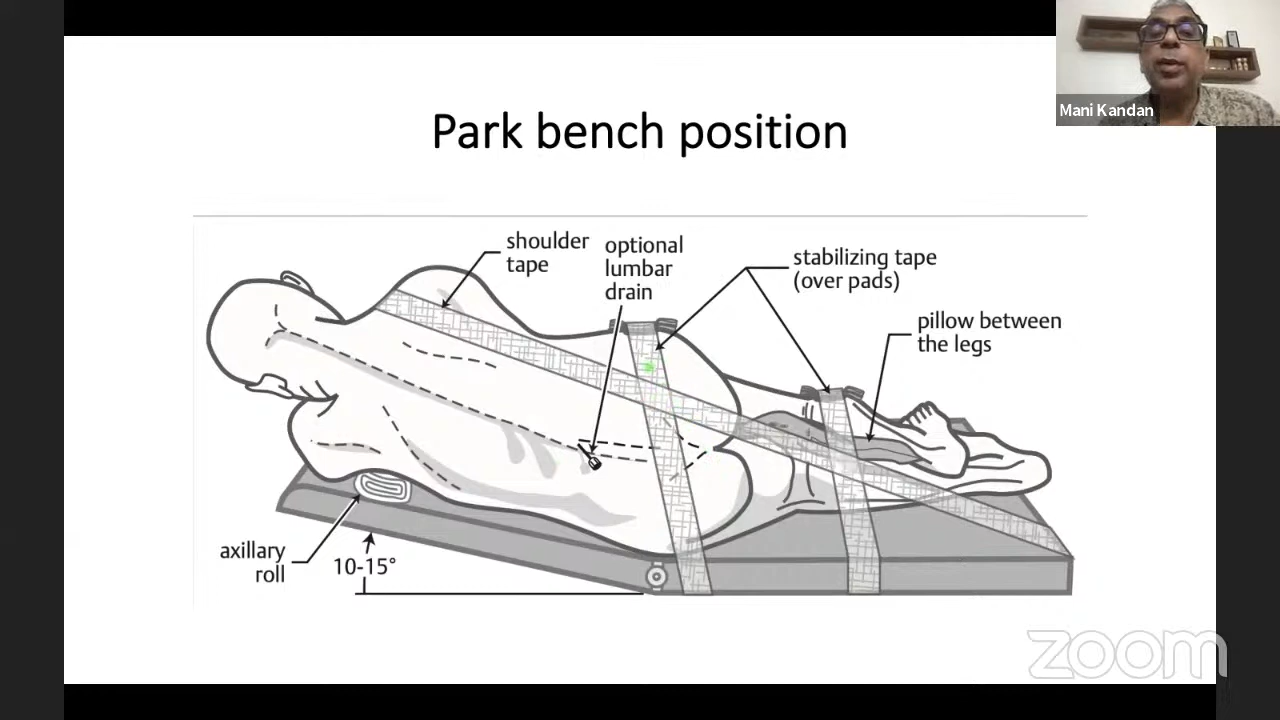 Mani Kandan
Park bench position
shoulder
tape
optional
lumbar
drain
stabilizing tape
(over pads)
pillow between
the legs
axillary
roll
10-15°
zoom